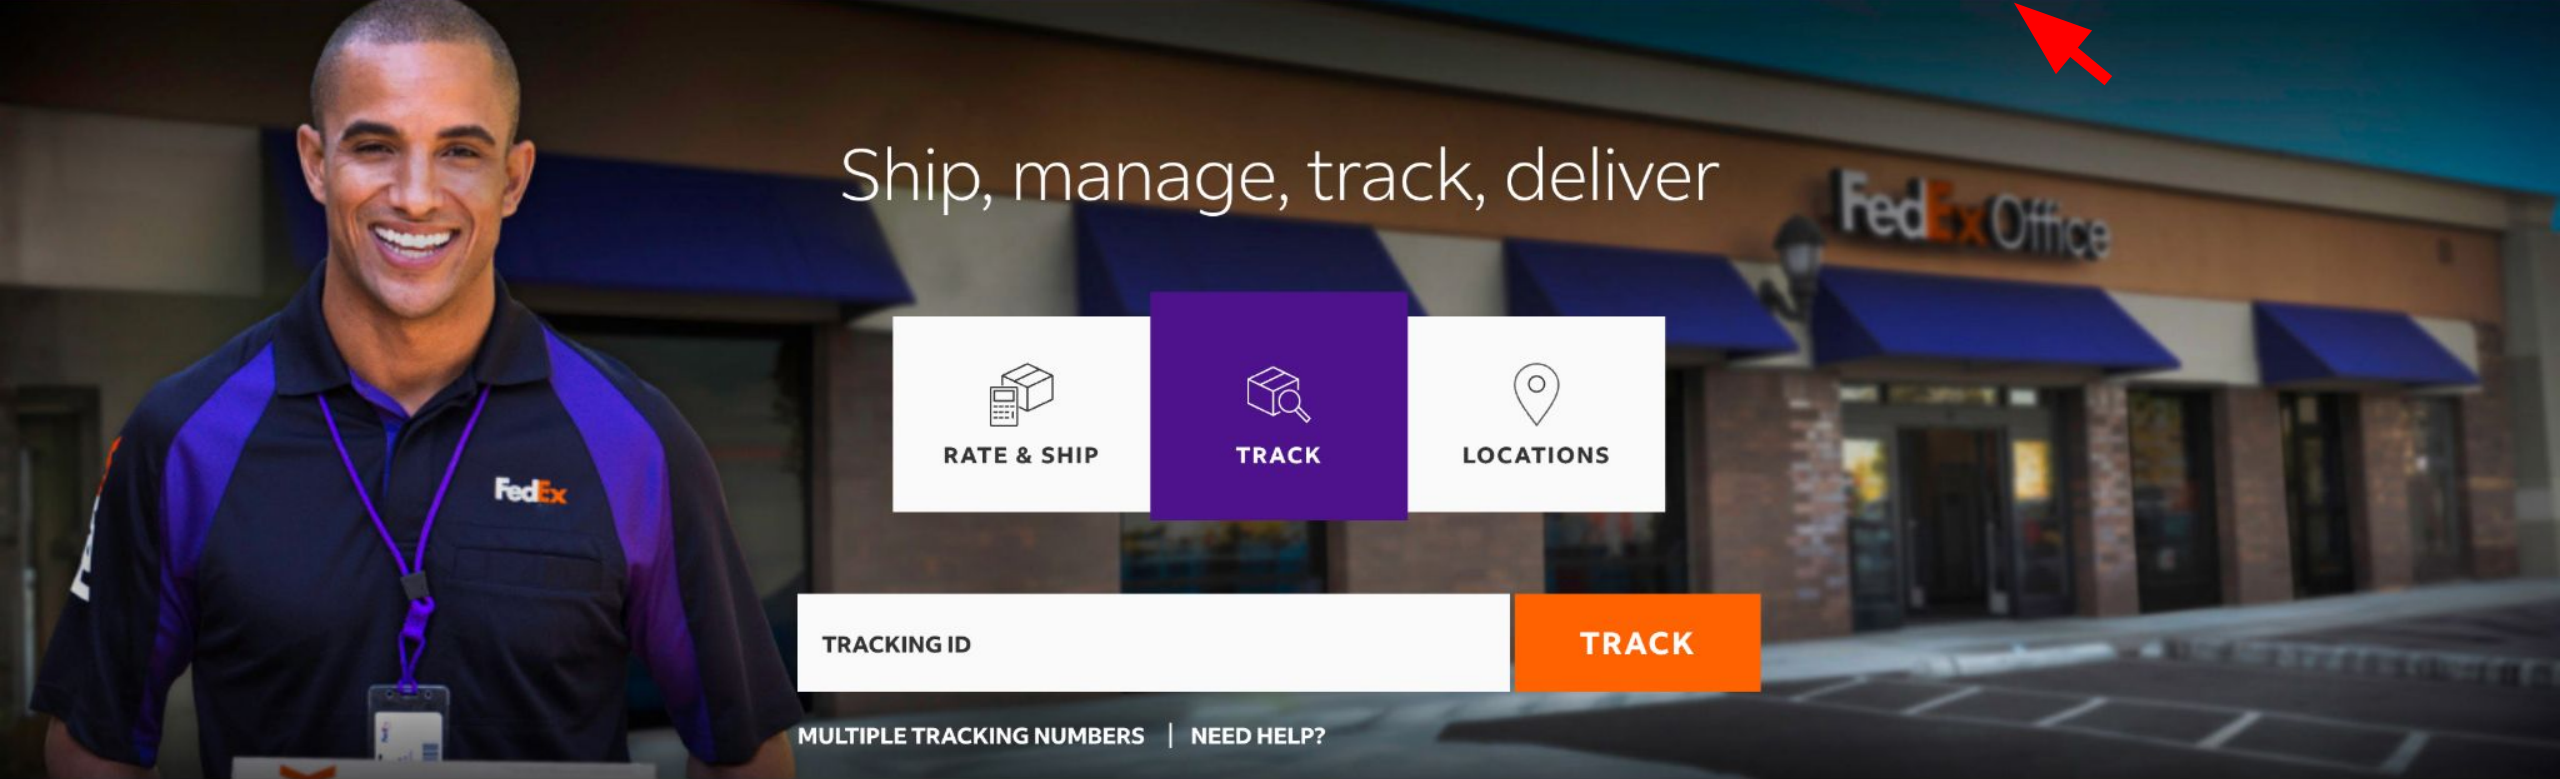 Ship, manage, track, deliver
FedEx Office
RATE & SHIP
TRACK
LOCATIONS
FedEx
TRACKING ID
TRACK
MULTIPLE TRACKING NUMBERS | NEED HELP?